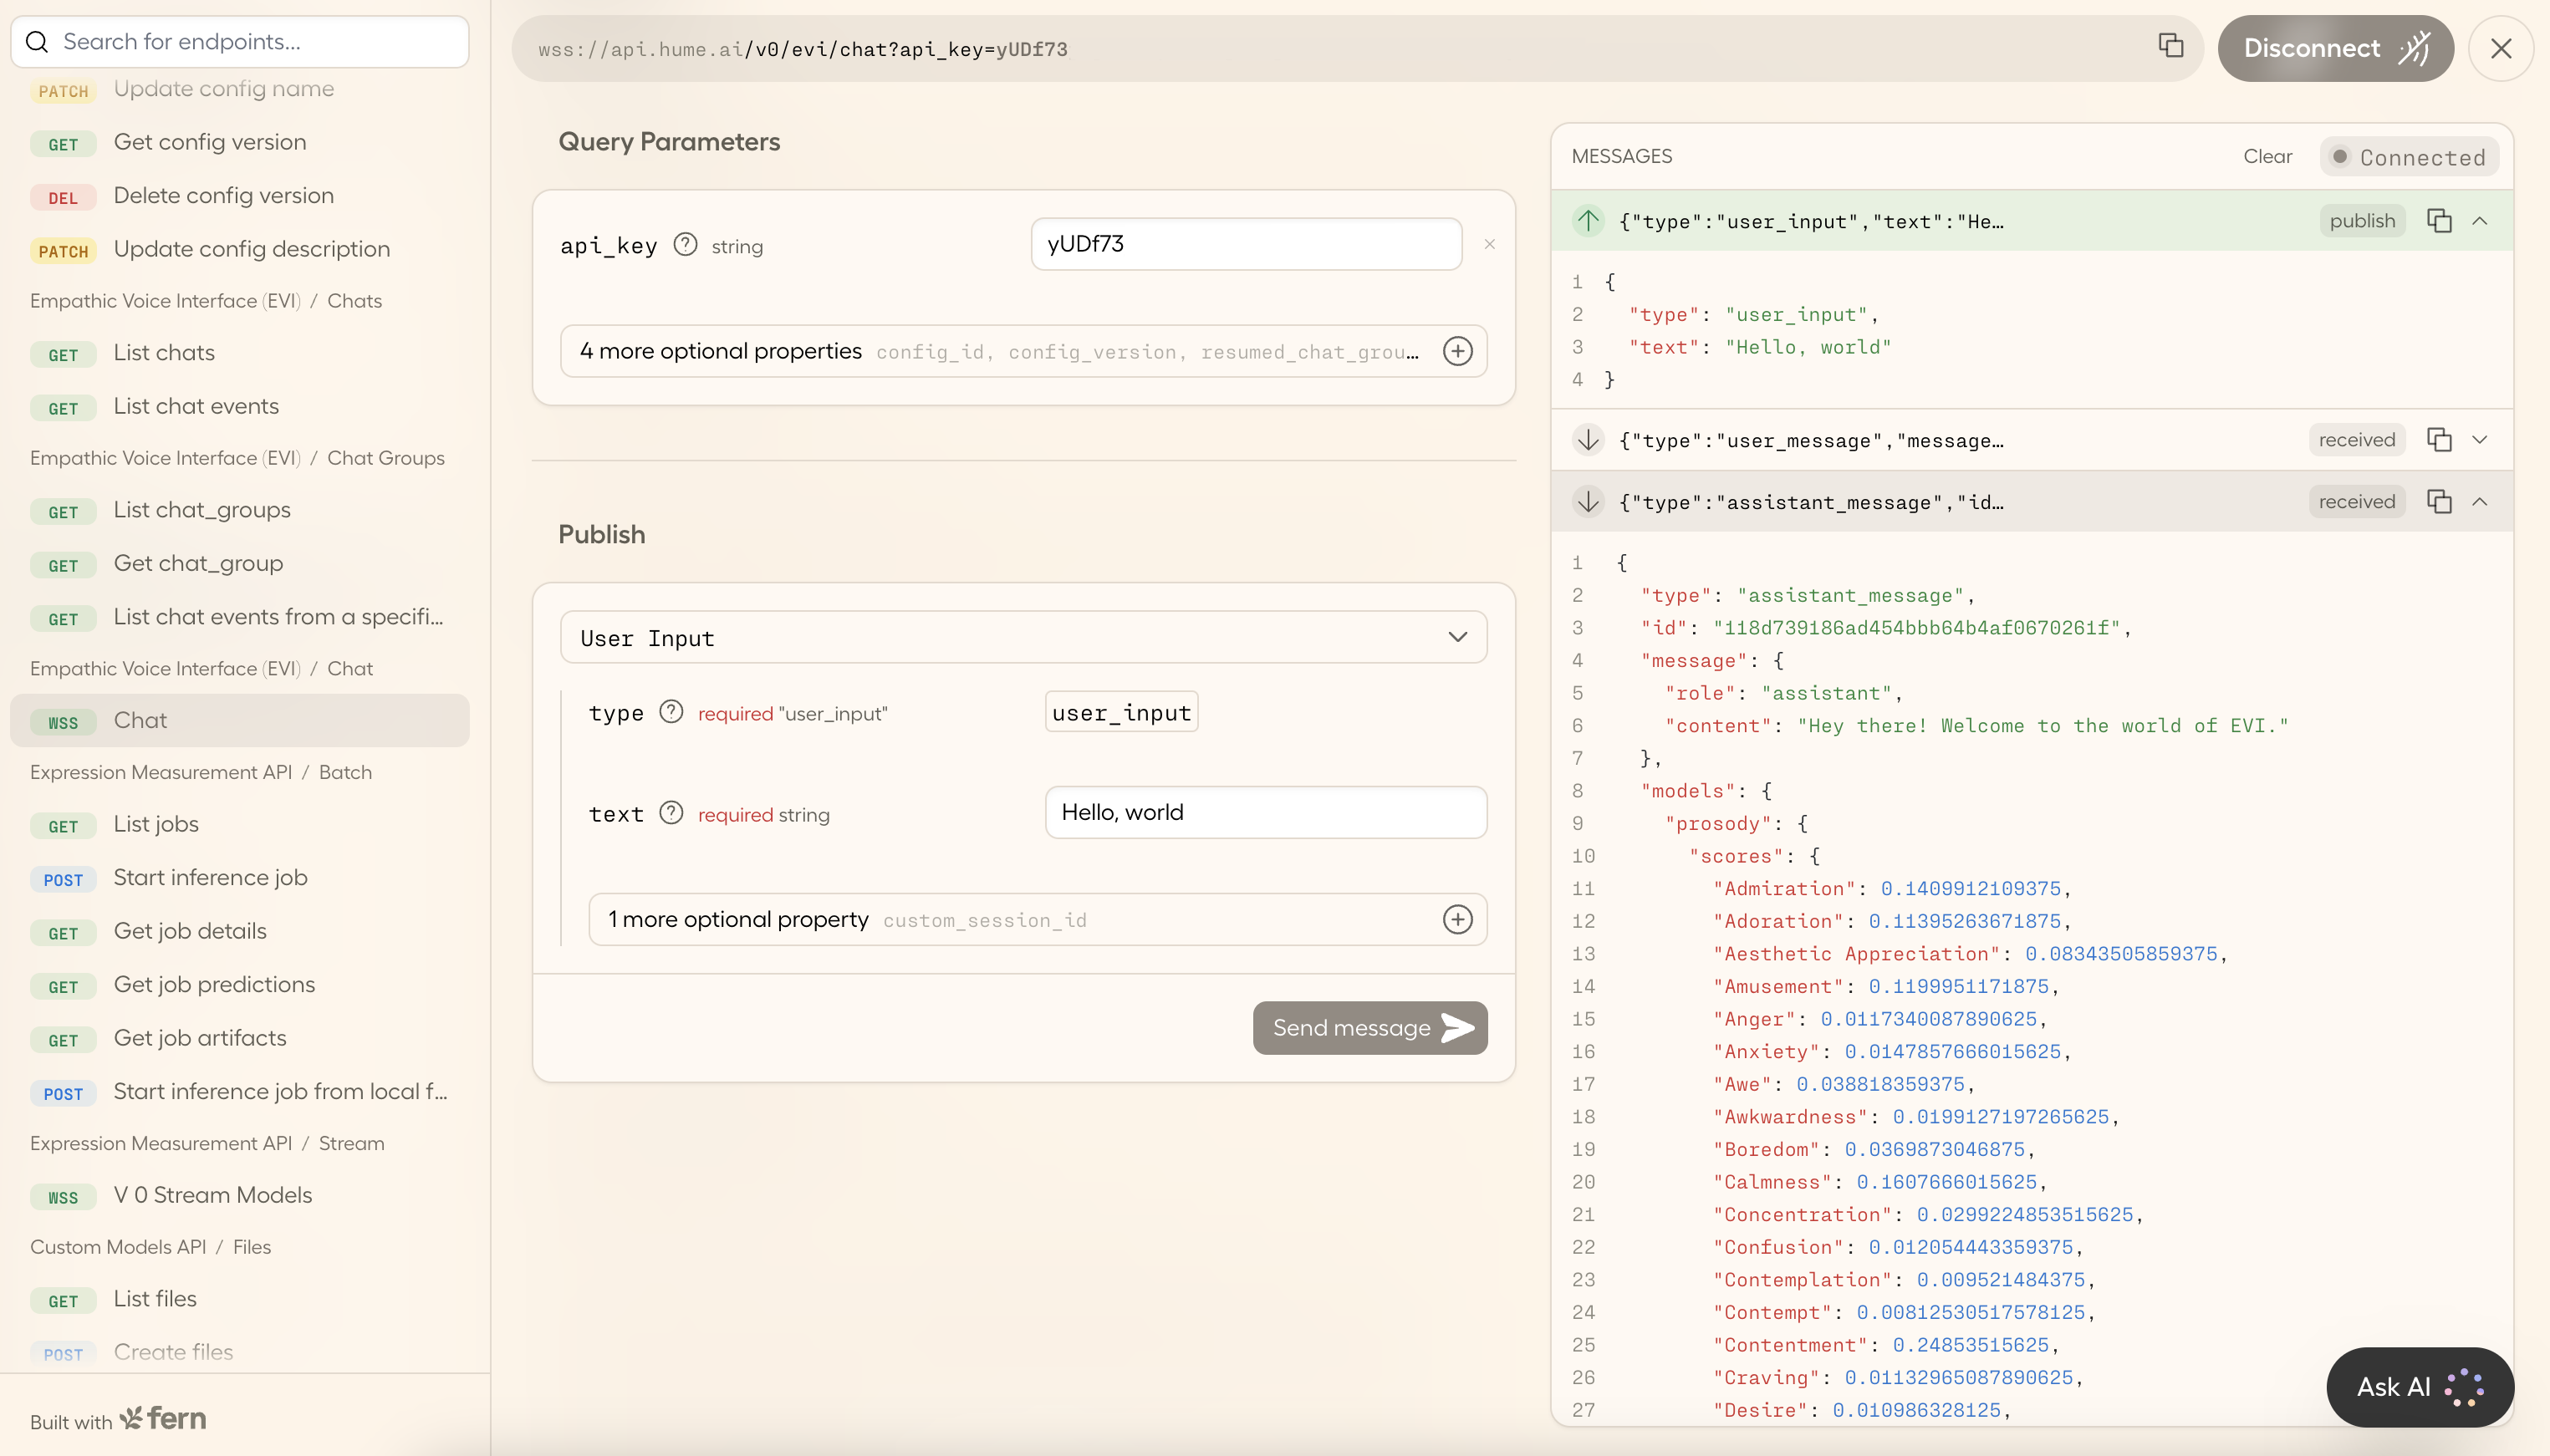 Search for endpoints...
PATCH Update config name
GET Get config version
DEL Delete config version
PATCH Update config description
Empathic Voice Interface (EVI) / Chats
GET List chats
GET List chat events
Empathic Voice Interface (EVI) / Chat Groups
GET List chat_groups
GET Get chat_group
GET List chat events from a specifi...
Empathic Voice Interface (EVI) / Chat
WSS Chat
Expression Measurement API / Batch
GET List jobs
POST Start inference job
GET Get job details
GET Get job predictions
GET Get job artifacts
POST Start inference job from local f...
Expression Measurement API / Stream
WSS V 0 Stream Models
Custom Models API / Files
GET List files
POST Create files
Built with fern
wss://api.hume.ai/v0/evi/chat?api_key=yUDf73
Disconnect
Query Parameters
api_key string yUDf73
4 more optional properties config_id, config_version, resumed_chat_grou...
Publish
User Input
type required "user_input" user_input
text required string Hello, world
1 more optional property custom_session_id
Send message
MESSAGES Clear Connected
{"type":"user_input","text":"He... publish
1 {
2 "type": "user_input",
3 "text": "Hello, world"
4 }
{"type":"user_message","message... received
{"type":"assistant_message","id... received
1 {
2 "type": "assistant_message",
3 "id": "118d739186ad454bbb64b4af0670261f",
4 "message": {
5 "role": "assistant",
6 "content": "Hey there! Welcome to the world of EVI."
7 },
8 "models": {
9 "prosody": {
10 "scores": {
11 "Admiration": 0.1409912109375,
12 "Adoration": 0.11395263671875,
13 "Aesthetic Appreciation": 0.08343505859375,
14 "Amusement": 0.1199951171875,
15 "Anger": 0.0117340087890625,
16 "Anxiety": 0.0147857666015625,
17 "Awe": 0.038818359375,
18 "Awkwardness": 0.0199127197265625,
19 "Boredom": 0.0369873046875,
20 "Calmness": 0.1607666015625,
21 "Concentration": 0.0299224853515625,
22 "Confusion": 0.012054443359375,
23 "Contemplation": 0.009521484375,
24 "Contempt": 0.00812530517578125,
25 "Contentment": 0.24853515625,
26 "Craving": 0.01132965087890625,
27 "Desire": 0.010986328125,
Ask AI